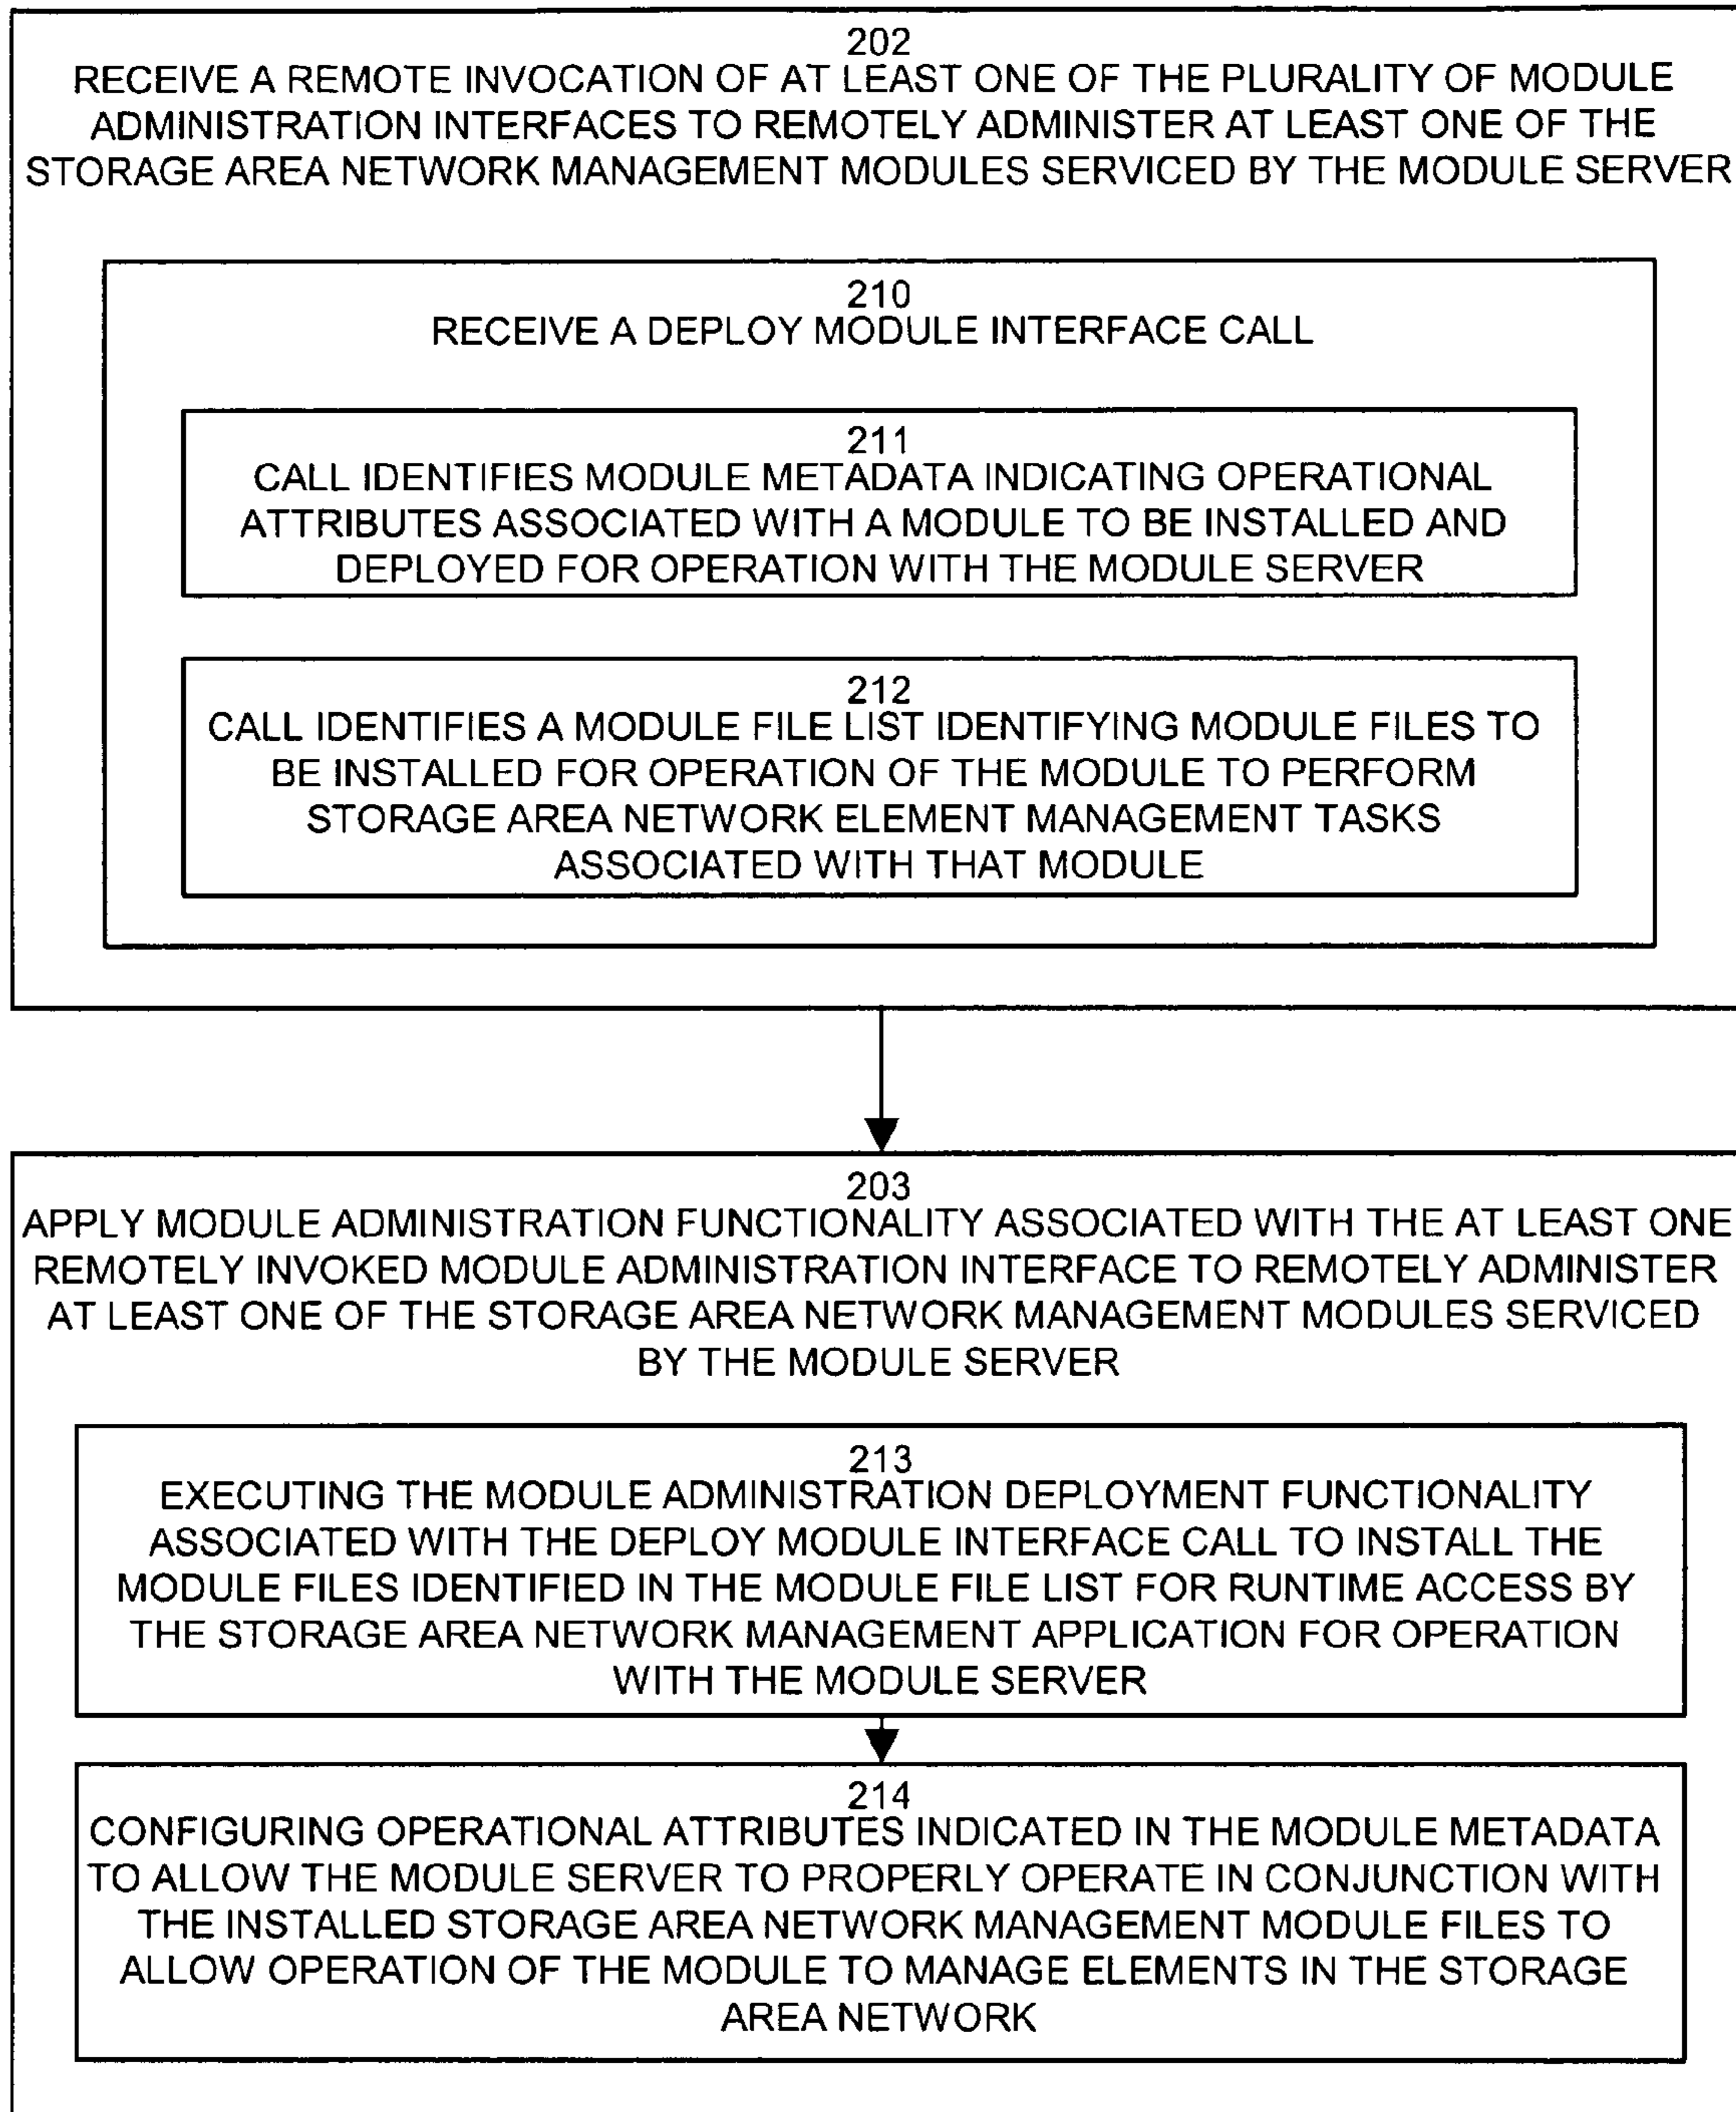 202
RECEIVE A REMOTE INVOCATION OF AT LEAST ONE OF THE PLURALITY OF MODULE
ADMINISTRATION INTERFACES TO REMOTELY ADMINISTER AT LEAST ONE OF THE
STORAGE AREA NETWORK MANAGEMENT MODULES SERVICED BY THE MODULE SERVER
210
RECEIVE A DEPLOY MODULE INTERFACE CALL
211
CALL IDENTIFIES MODULE METADATA INDICATING OPERATIONAL
ATTRIBUTES ASSOCIATED WITH A MODULE TO BE INSTALLED AND
DEPLOYED FOR OPERATION WITH THE MODULE SERVER
212
CALL IDENTIFIES A MODULE FILE LIST IDENTIFYING MODULE FILES TO
BE INSTALLED FOR OPERATION OF THE MODULE TO PERFORM
STORAGE AREA NETWORK ELEMENT MANAGEMENT TASKS
ASSOCIATED WITH THAT MODULE
203
APPLY MODULE ADMINISTRATION FUNCTIONALITY ASSOCIATED WITH THE AT LEAST ONE
REMOTELY INVOKED MODULE ADMINISTRATION INTERFACE TO REMOTELY ADMINISTER
AT LEAST ONE OF THE STORAGE AREA NETWORK MANAGEMENT MODULES SERVICED
BY THE MODULE SERVER
213
EXECUTING THE MODULE ADMINISTRATION DEPLOYMENT FUNCTIONALITY
ASSOCIATED WITH THE DEPLOY MODULE INTERFACE CALL TO INSTALL THE
MODULE FILES IDENTIFIED IN THE MODULE FILE LIST FOR RUNTIME ACCESS BY
THE STORAGE AREA NETWORK MANAGEMENT APPLICATION FOR OPERATION
WITH THE MODULE SERVER
214
CONFIGURING OPERATIONAL ATTRIBUTES INDICATED IN THE MODULE METADATA
TO ALLOW THE MODULE SERVER TO PROPERLY OPERATE IN CONJUNCTION WITH
THE INSTALLED STORAGE AREA NETWORK MANAGEMENT MODULE FILES TO
ALLOW OPERATION OF THE MODULE TO MANAGE ELEMENTS IN THE STORAGE
AREA NETWORK